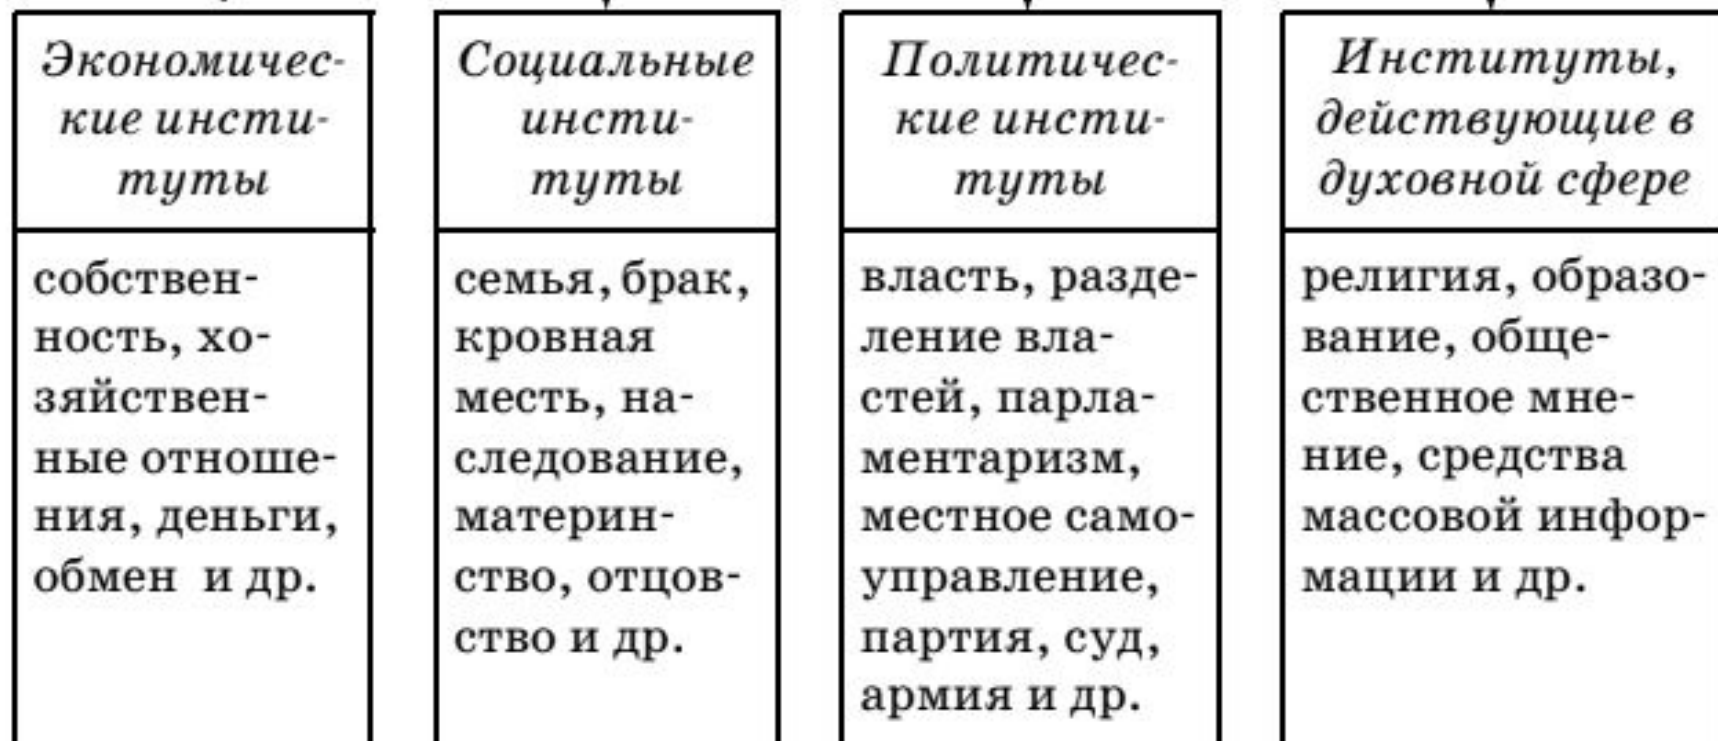 Экономичес-
кие инсти-
туты
собствен-
ность, хо-
зяйствен-
ные отноше-
ния, деньги,
обмен и др.
Социальные
инсти-
туты
семья, брак,
кровная
месть, на-
следование,
материн-
ство, отцов-
ство и др.
Политичес-
кие инсти-
туты
власть, разде-
ление вла-
стей, парла-
ментаризм,
местное само-
управление,
партия, суд,
армия и др.
Институты,
действующие в
духовной сфере
религия, образо-
вание, обще-
ственное мне-
ние, средства
массовой инфор-
мации и др.